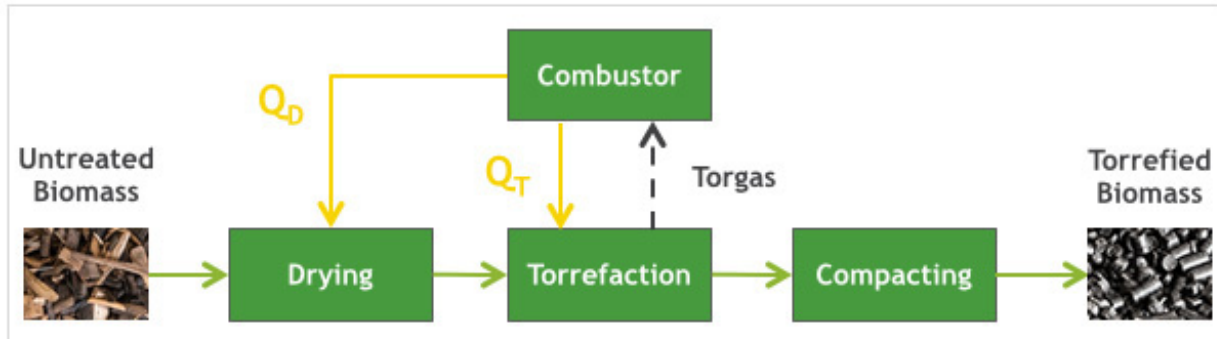 Combustor
Q_D
Untreated
Biomass
Q_T
Torgas
Torrefied
Biomass
Drying
Torrefaction
Compacting